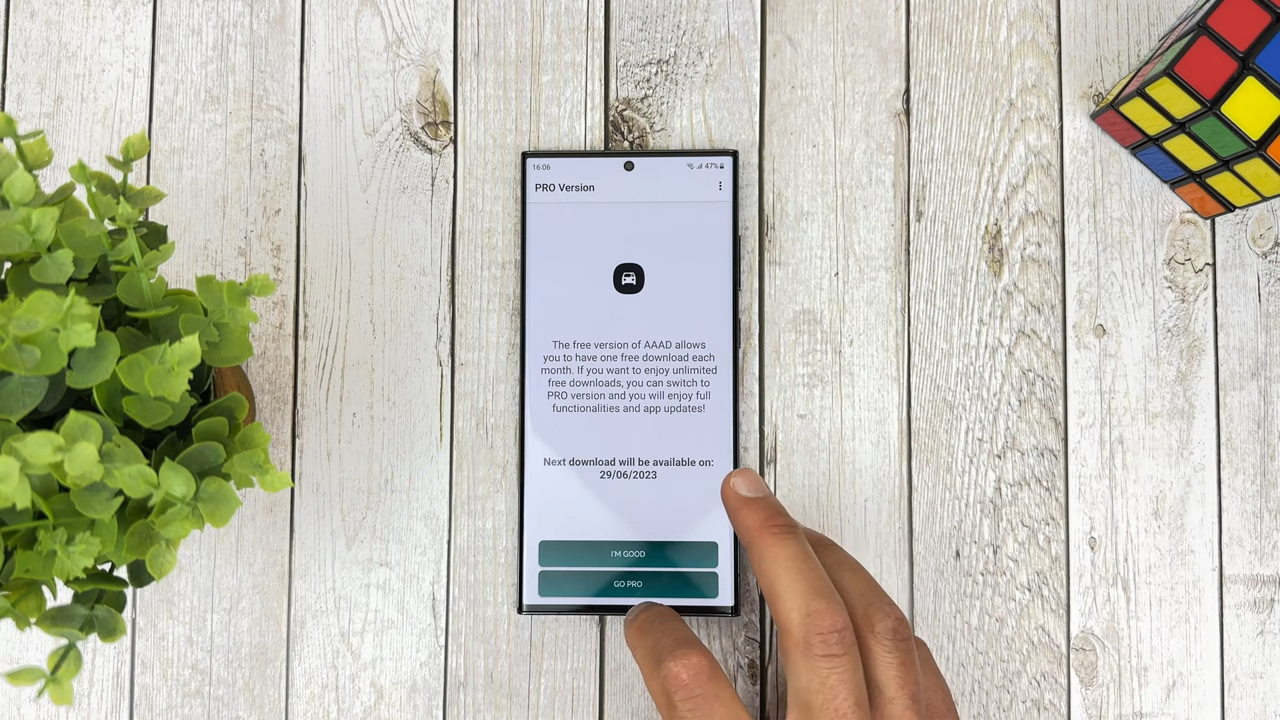 16:06
47%
PRO Version
The free version of AAAD allows
you to have one free download each
month. If you want to enjoy unlimited
free downloads, you can switch to
PRO version and you will enjoy full
functionalities and app updates!
Next download will be available on:
29/06/2023
I'M GOOD
GO PRO